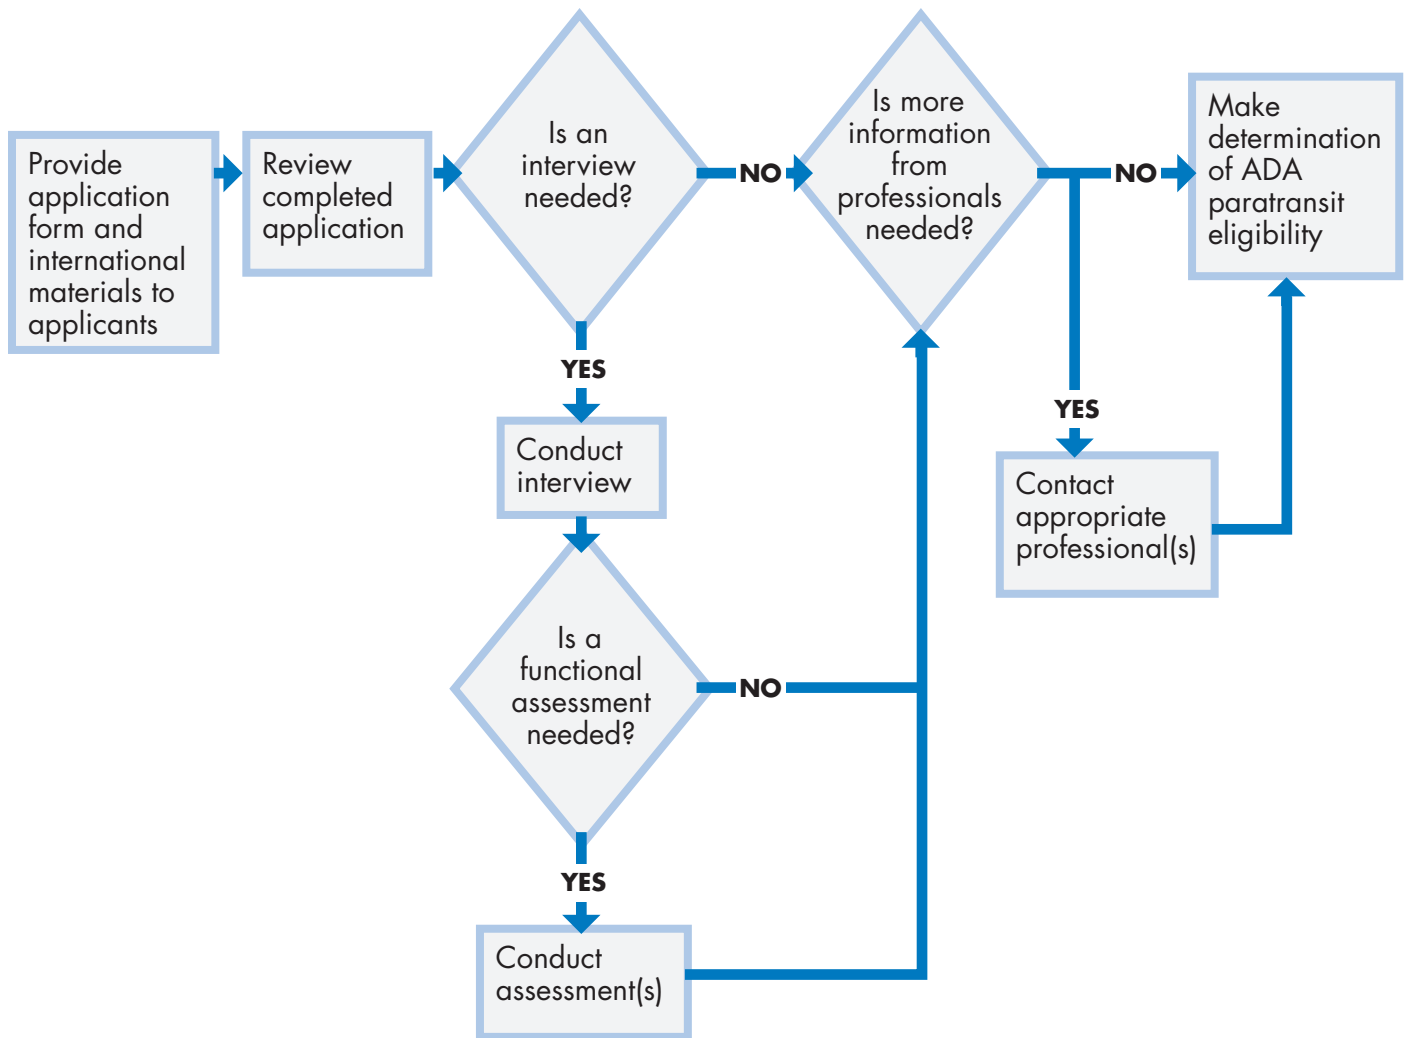 Provide
application
form and
international
materials to
applicants
Review
completed
application
Is an
interview
needed?
NO
Is more
information
from
professionals
needed?
NO
Make
determination
of ADA
paratransit
eligibility
YES
Conduct
interview
YES
Contact
appropriate
professional(s)
Is a
functional
assessment
needed?
NO
YES
Conduct
assessment(s)